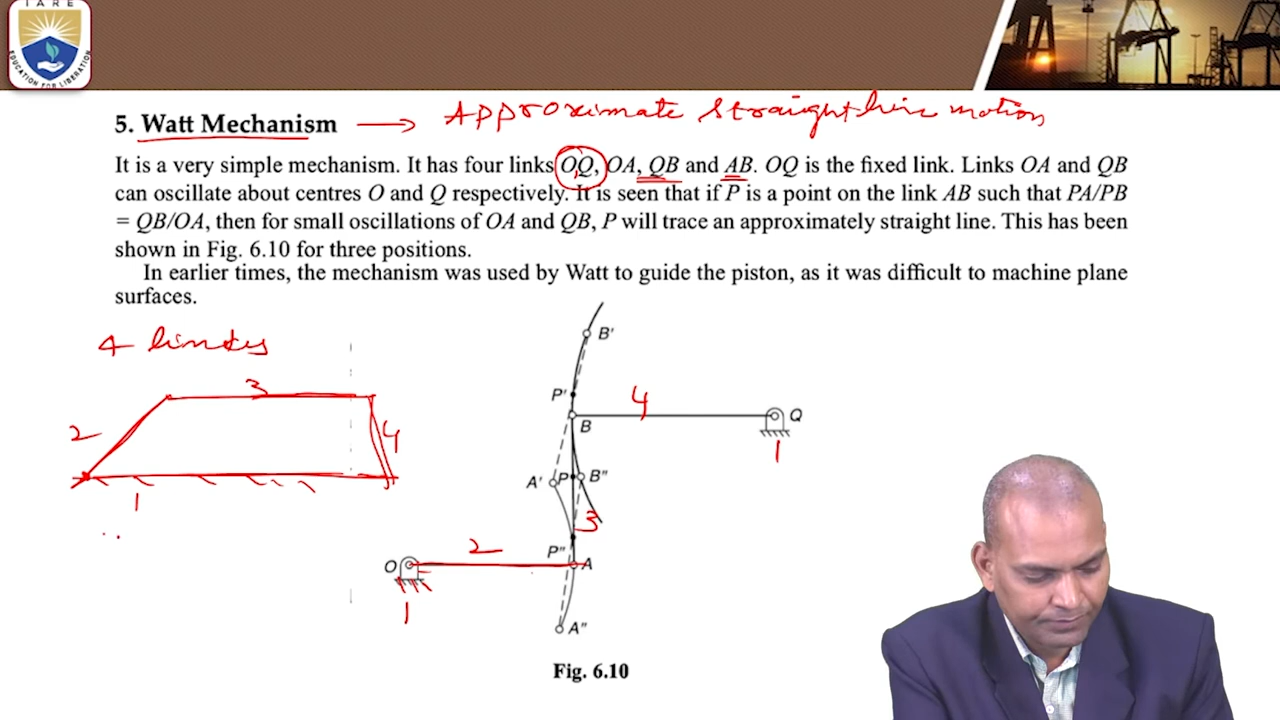 IARE
EDUCATION FOR LIBERATION
5. Watt Mechanism → Approximate straightline motion
It is a very simple mechanism. It has four links OQ, OA, QB and AB. OQ is the fixed link. Links OA and QB
can oscillate about centres O and Q respectively. It is seen that if P is a point on the link AB such that PA/PB
= QB/OA, then for small oscillations of OA and QB, P will trace an approximately straight line. This has been
shown in Fig. 6.10 for three positions.
In earlier times, the mechanism was used by Watt to guide the piston, as it was difficult to machine plane
surfaces.
4 links
B'
3
P'
4
Q
B
2
4
1
A' P B"
1
3
2
P"
O
A
1
A"
Fig. 6.10